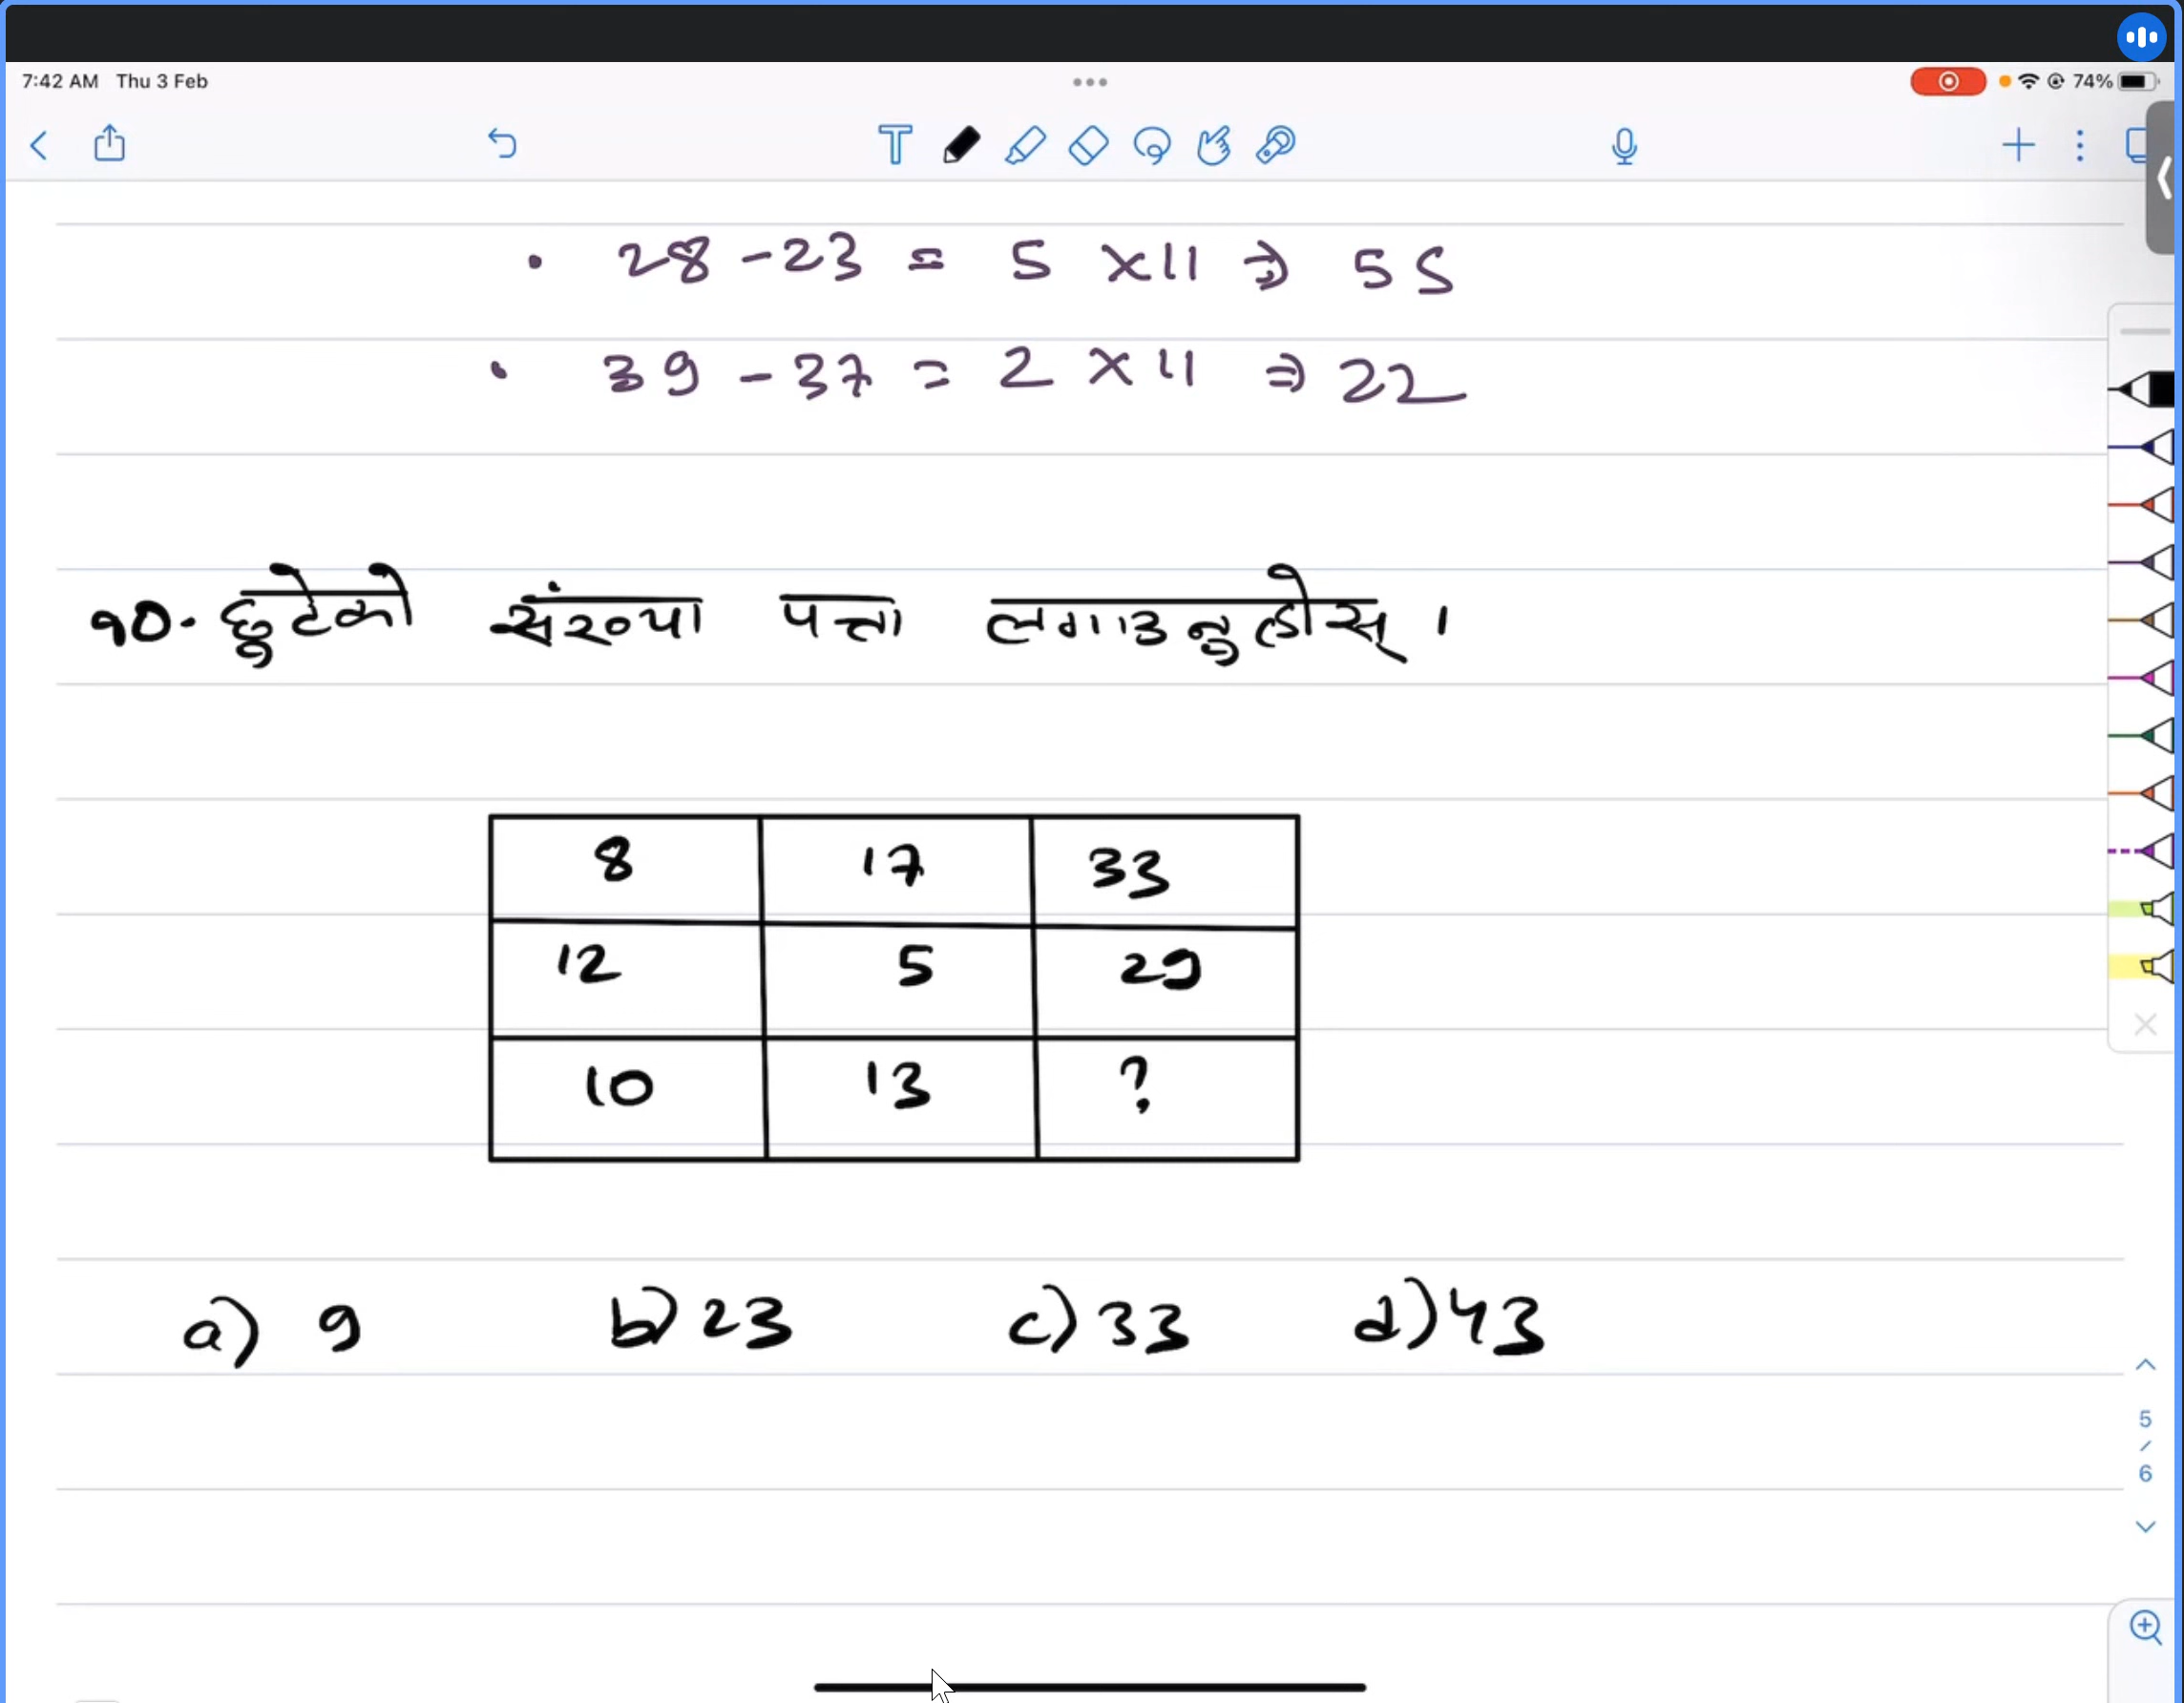 7:42 AM Thu 3 Feb
74%
T
• 28 - 23 = 5 × 11 ⇒ 55
• 39 - 37 = 2 × 11 ⇒ 22
१०. छुटेको संख्या पत्ता लगाउनुहोस् ।
8 17 33
12 5 29
10 13 ?
a) 9 b) 23 c) 33 d) 43
5
/
6